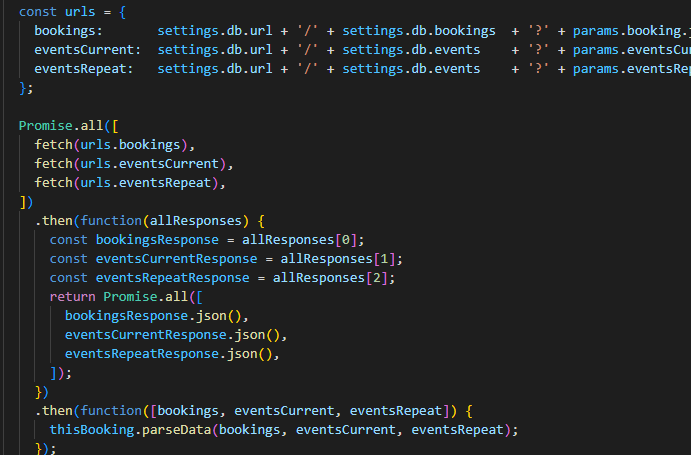 const urls = {
  bookings:       settings.db.url + '/' + settings.db.bookings  + '?' + params.booking.
  eventsCurrent:  settings.db.url + '/' + settings.db.events    + '?' + params.eventsCu
  eventsRepeat:   settings.db.url + '/' + settings.db.events    + '?' + params.eventsRep
};

Promise.all([
  fetch(urls.bookings),
  fetch(urls.eventsCurrent),
  fetch(urls.eventsRepeat),
])
  .then(function(allResponses) {
    const bookingsResponse = allResponses[0];
    const eventsCurrentResponse = allResponses[1];
    const eventsRepeatResponse = allResponses[2];
    return Promise.all([
      bookingsResponse.json(),
      eventsCurrentResponse.json(),
      eventsRepeatResponse.json(),
    ]);
  })
  .then(function([bookings, eventsCurrent, eventsRepeat]) {
    thisBooking.parseData(bookings, eventsCurrent, eventsRepeat);
  });